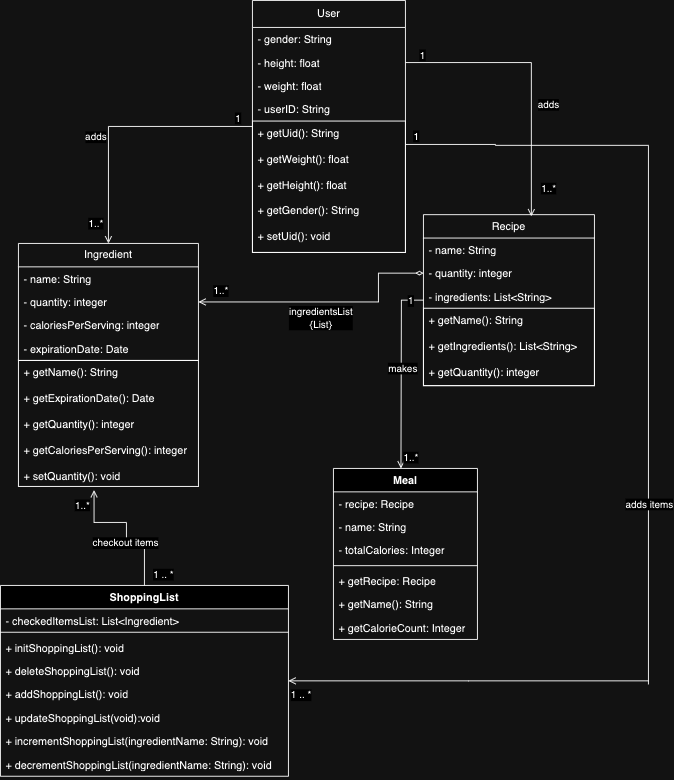 User
- gender: String
- height: float
- weight: float
- userID: String
+ getUid(): String
+ getWeight(): float
+ getHeight(): float
+ getGender(): String
+ setUid(): void
1
adds
1..*
1
adds
1..*
1
adds items
1 .. *
Recipe
- name: String
- quantity: integer
- ingredients: List<String>
+ getName(): String
+ getIngredients(): List<String>
+ getQuantity(): integer
Ingredient
- name: String
- quantity: integer
- caloriesPerServing: integer
- expirationDate: Date
+ getName(): String
+ getExpirationDate(): Date
+ getQuantity(): integer
+ getCaloriesPerServing(): integer
+ setQuantity(): void
1..*
ingredientsList
{List}
1
makes
1..*
Meal
- recipe: Recipe
- name: String
- totalCalories: Integer
+ getRecipe: Recipe
+ getName(): String
+ getCalorieCount: Integer
1..*
checkout items
1 .. *
ShoppingList
- checkedItemsList: List<Ingredient>
+ initShoppingList(): void
+ deleteShoppingList(): void
+ addShoppingList(): void
+ updateShoppingList(void):void
+ incrementShoppingList(ingredientName: String): void
+ decrementShoppingList(ingredientName: String): void